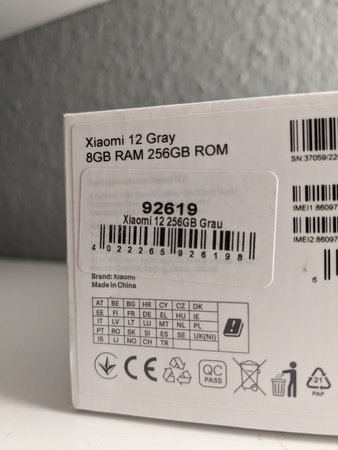 Xiaomi 12 Gray
8GB RAM 256GB ROM
SN:37059/22
92619
Xiaomi 12 256GB Grau
4 022265 926198
IMEI1:86097
IMEI2:86097
6
Brand: Xiaomi
Made in China
AT BE BG HR CY CZ DK
EE FI FR DE EL HU IE
IT LV LT LU MT NL PL
PT RO SK SI ES SE UK(NI)
IS LI NO CH TR
CE
QC
PASS
21
PAP